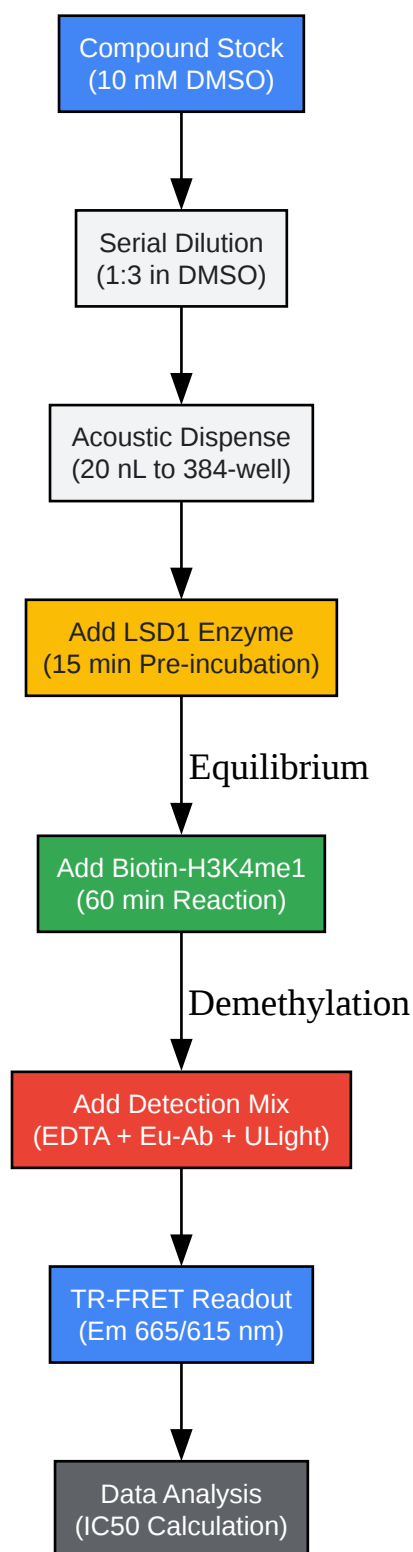 Compound Stock
(10 mM DMSO)
Serial Dilution
(1:3 in DMSO)
Acoustic Dispense
(20 nL to 384-well)
Add LSD1 Enzyme
(15 min Pre-incubation)
Equilibrium
Add Biotin-H3K4me1
(60 min Reaction)
Demethylation
Add Detection Mix
(EDTA + Eu-Ab + ULight)
TR-FRET Readout
(Em 665/615 nm)
Data Analysis
(IC50 Calculation)